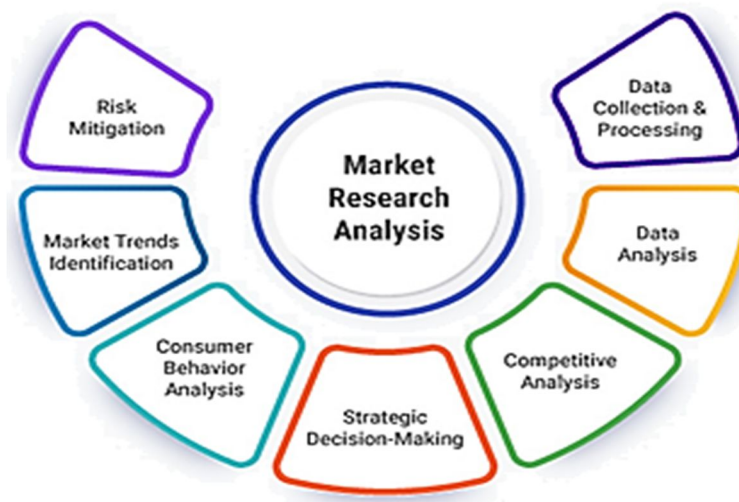 Market
Research
Analysis
Risk
Mitigation
Market Trends
Identification
Consumer
Behavior
Analysis
Strategic
Decision-Making
Competitive
Analysis
Data
Analysis
Data
Collection &
Processing